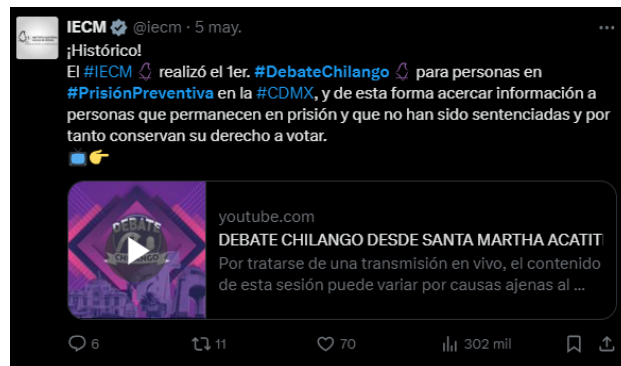 IECM @iecm · 5 may.
¡Histórico!
El #IECM realizó el 1er. #DebateChilango para personas en
#PrisiónPreventiva en la #CDMX, y de esta forma acercar información a
personas que permanecen en prisión y que no han sido sentenciadas y por
tanto conservan su derecho a votar.
DEBATE
CHILANGO
youtube.com
DEBATE CHILANGO DESDE SANTA MARTHA ACATIT
Por tratarse de una transmisión en vivo, el contenido
de esta sesión puede variar por causas ajenas al ...
6 11 70 302 mil